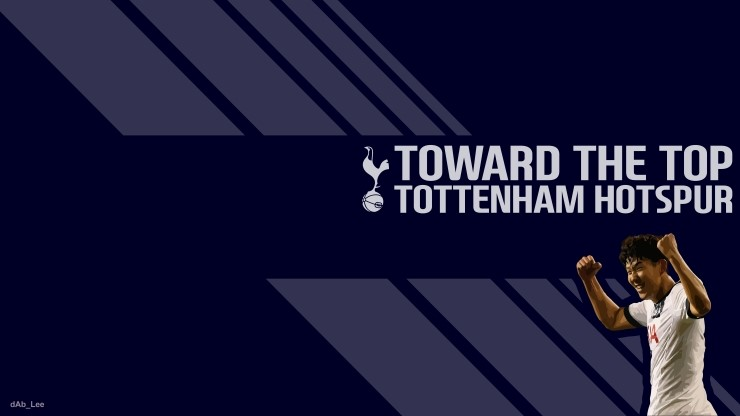 TOWARD THE TOP
TOTTENHAM HOTSPUR
dAb_Lee